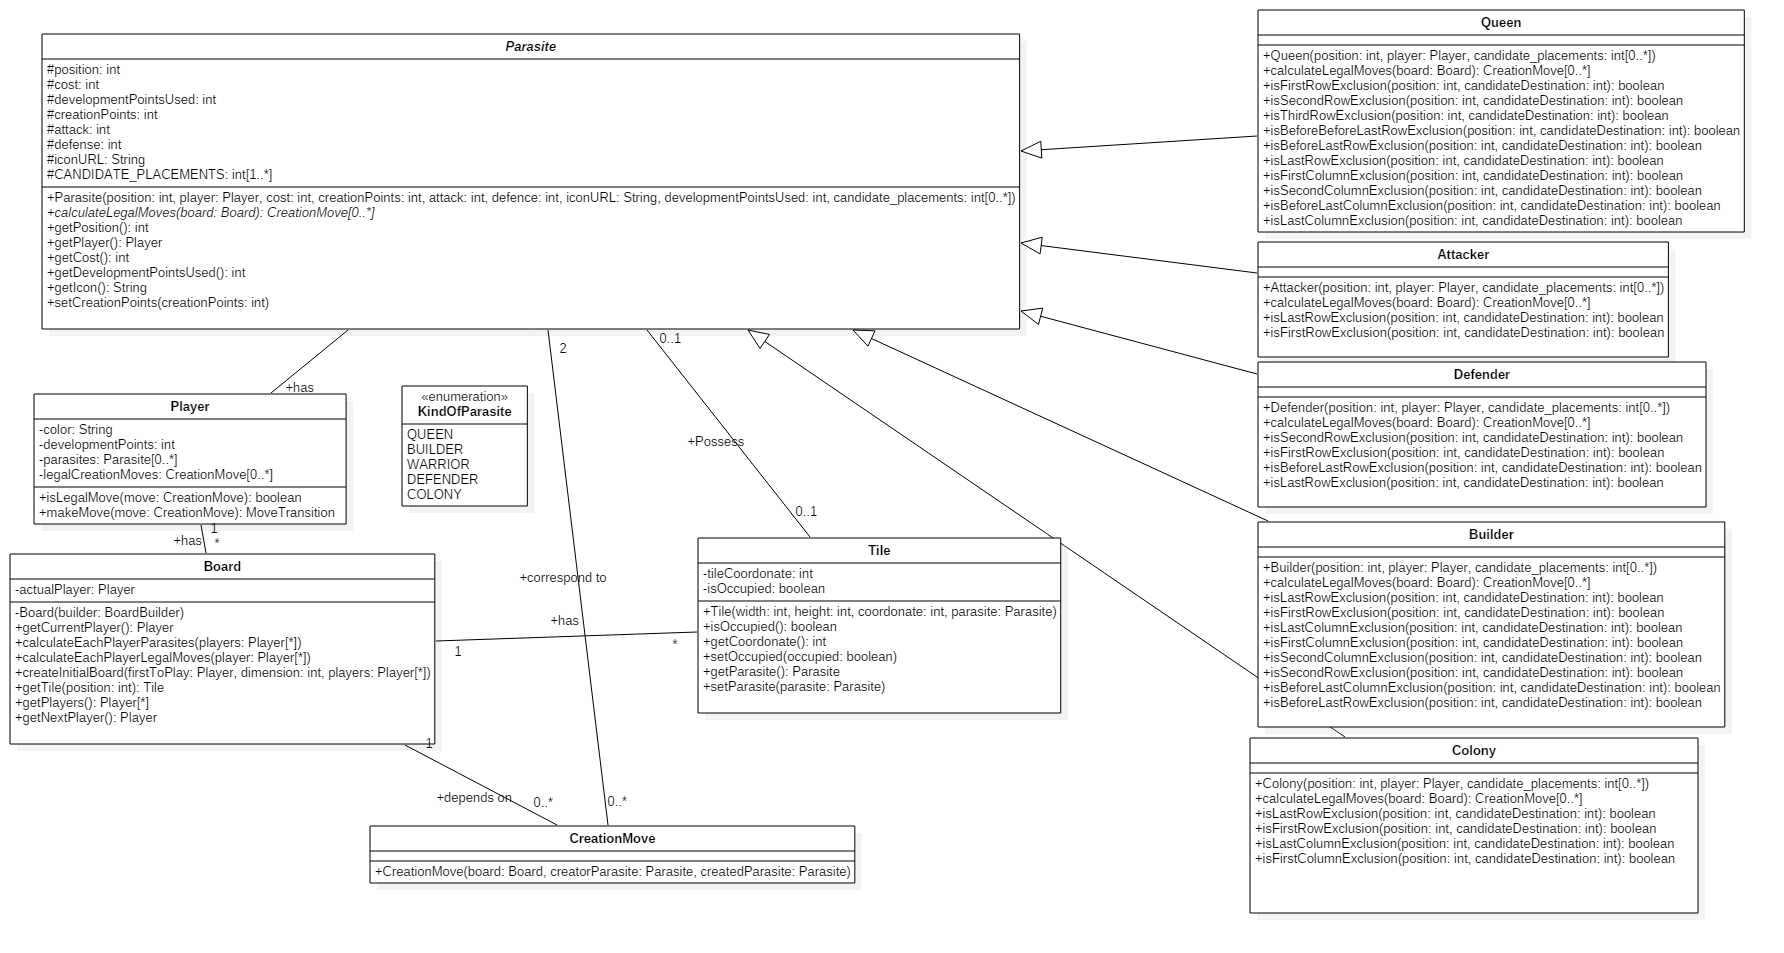 Parasite
#position: int
#cost: int
#developmentPointsUsed: int
#creationPoints: int
#attack: int
#defense: int
#iconURL: String
#CANDIDATE_PLACEMENTS: int[1..*]
+Parasite(position: int, player: Player, cost: int, creationPoints: int, attack: int, defence: int, iconURL: String, developmentPointsUsed: int, candidate_placements: int[0..*])
+calculateLegalMoves(board: Board): CreationMove[0..*]
+getPosition(): int
+getPlayer(): Player
+getCost(): int
+getDevelopmentPointsUsed(): int
+getIcon(): String
+setCreationPoints(creationPoints: int)
Queen
+Queen(position: int, player: Player, candidate_placements: int[0..*])
+calculateLegalMoves(board: Board): CreationMove[0..*]
+isFirstRowExclusion(position: int, candidateDestination: int): boolean
+isSecondRowExclusion(position: int, candidateDestination: int): boolean
+isThirdRowExclusion(position: int, candidateDestination: int): boolean
+isBeforeBeforeLastRowExclusion(position: int, candidateDestination: int): boolean
+isBeforeLastRowExclusion(position: int, candidateDestination: int): boolean
+isLastRowExclusion(position: int, candidateDestination: int): boolean
+isFirstColumnExclusion(position: int, candidateDestination: int): boolean
+isSecondColumnExclusion(position: int, candidateDestination: int): boolean
+isBeforeLastColumnExclusion(position: int, candidateDestination: int): boolean
+isLastColumnExclusion(position: int, candidateDestination: int): boolean
Attacker
+Attacker(position: int, player: Player, candidate_placements: int[0..*])
+calculateLegalMoves(board: Board): CreationMove[0..*]
+isLastRowExclusion(position: int, candidateDestination: int): boolean
+isFirstRowExclusion(position: int, candidateDestination: int): boolean
Defender
+Defender(position: int, player: Player, candidate_placements: int[0..*])
+calculateLegalMoves(board: Board): CreationMove[0..*]
+isSecondRowExclusion(position: int, candidateDestination: int): boolean
+isFirstRowExclusion(position: int, candidateDestination: int): boolean
+isBeforeLastRowExclusion(position: int, candidateDestination: int): boolean
+isLastRowExclusion(position: int, candidateDestination: int): boolean
2
0..1
+has
Player
-color: String
-developmentPoints: int
-parasites: Parasite[0..*]
-legalCreationMoves: CreationMove[0..*]
+isLegalMove(move: CreationMove): boolean
+makeMove(move: CreationMove): MoveTransition
«enumeration»
KindOfParasite
QUEEN
BUILDER
WARRIOR
DEFENDER
COLONY
+Possess
0..1
1
+has
*
Board
-actualPlayer: Player
-Board(builder: BoardBuilder)
+getCurrentPlayer(): Player
+calculateEachPlayerParasites(players: Player[*])
+calculateEachPlayerLegalMoves(player: Player[*])
+createInitialBoard(firstToPlay: Player, dimension: int, players: Player[*])
+getTile(position: int): Tile
+getPlayers(): Player[*]
+getNextPlayer(): Player
+correspond to
+has
1
*
Tile
-tileCoordonate: int
-isOccupied: boolean
+Tile(width: int, height: int, coordonate: int, parasite: Parasite)
+isOccupied(): boolean
+getCoordonate(): int
+setOccupied(occupied: boolean)
+getParasite(): Parasite
+setParasite(parasite: Parasite)
Builder
+Builder(position: int, player: Player, candidate_placements: int[0..*])
+calculateLegalMoves(board: Board): CreationMove[0..*]
+isLastRowExclusion(position: int, candidateDestination: int): boolean
+isFirstRowExclusion(position: int, candidateDestination: int): boolean
+isLastColumnExclusion(position: int, candidateDestination: int): boolean
+isFirstColumnExclusion(position: int, candidateDestination: int): boolean
+isSecondColumnExclusion(position: int, candidateDestination: int): boolean
+isSecondRowExclusion(position: int, candidateDestination: int): boolean
+isBeforeLastColumnExclusion(position: int, candidateDestination: int): boolean
+isBeforeLastRowExclusion(position: int, candidateDestination: int): boolean
1
+depends on
0..*
0..*
CreationMove
+CreationMove(board: Board, creatorParasite: Parasite, createdParasite: Parasite)
Colony
+Colony(position: int, player: Player, candidate_placements: int[0..*])
+calculateLegalMoves(board: Board): CreationMove[0..*]
+isLastRowExclusion(position: int, candidateDestination: int): boolean
+isFirstRowExclusion(position: int, candidateDestination: int): boolean
+isLastColumnExclusion(position: int, candidateDestination: int): boolean
+isFirstColumnExclusion(position: int, candidateDestination: int): boolean